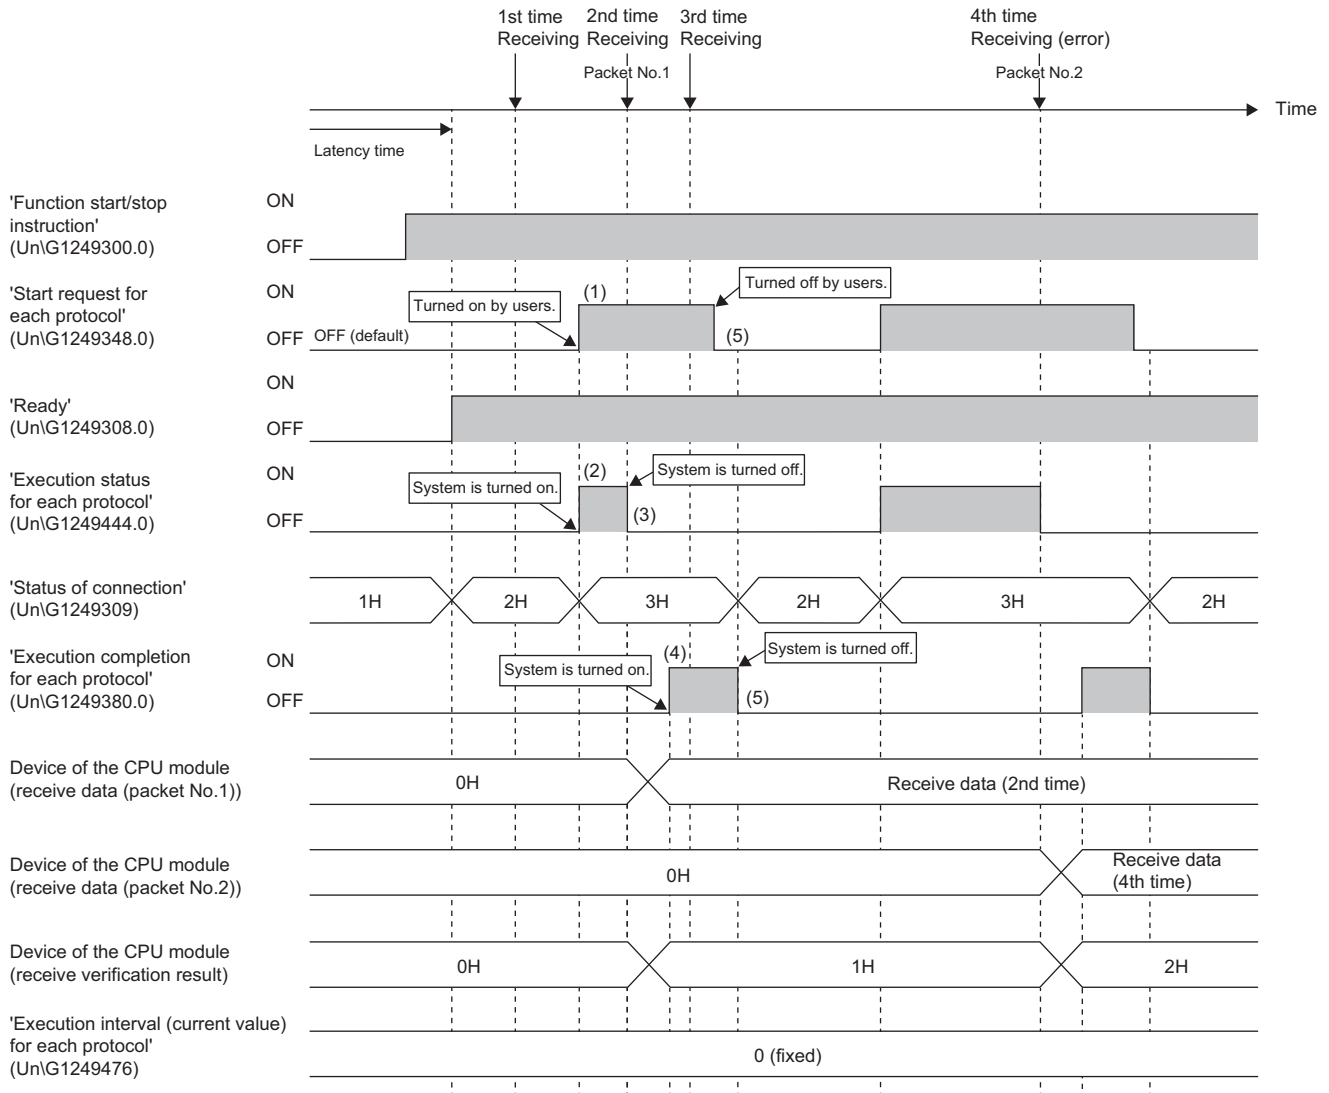 1st time
Receiving
2nd time
Receiving
3rd time
Receiving
4th time
Receiving (error)
Packet No.1
Packet No.2
Time
Latency time
'Function start/stop
instruction'
(Un\G1249300.0)
ON
OFF
'Start request for
each protocol'
(Un\G1249348.0)
ON
OFF
OFF (default)
Turned on by users.
(1)
Turned off by users.
(5)
'Ready'
(Un\G1249308.0)
ON
OFF
'Execution status
for each protocol'
(Un\G1249444.0)
ON
OFF
System is turned on.
(2)
System is turned off.
(3)
'Status of connection'
(Un\G1249309)
1H
2H
3H
2H
3H
2H
'Execution completion
for each protocol'
(Un\G1249380.0)
ON
OFF
System is turned on.
(4)
System is turned off.
(5)
Device of the CPU module
(receive data (packet No.1))
0H
Receive data (2nd time)
Device of the CPU module
(receive data (packet No.2))
0H
Receive data
(4th time)
Device of the CPU module
(receive verification result)
0H
1H
2H
'Execution interval (current value)
for each protocol'
(Un\G1249476)
0 (fixed)